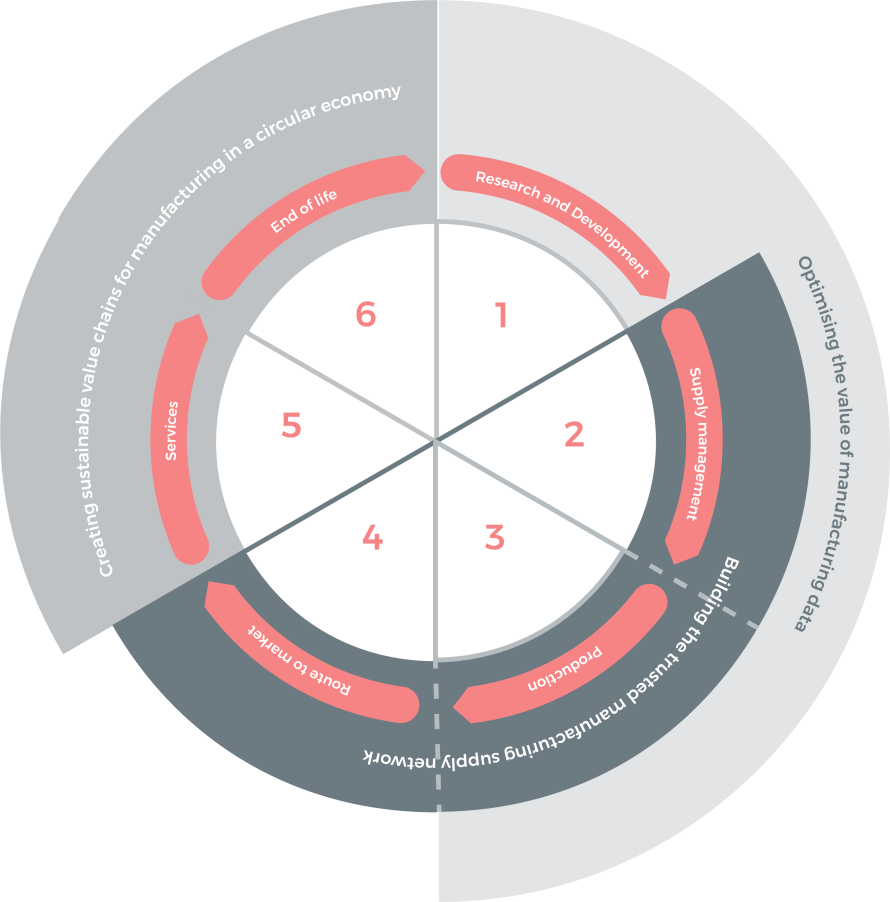 Creating sustainable value chains for manufacturing in a circular economy
Optimising the value of manufacturing data
Building the trusted manufacturing supply network
Research and Development
Supply management
Production
Route to market
Services
End of life
1
2
3
4
5
6